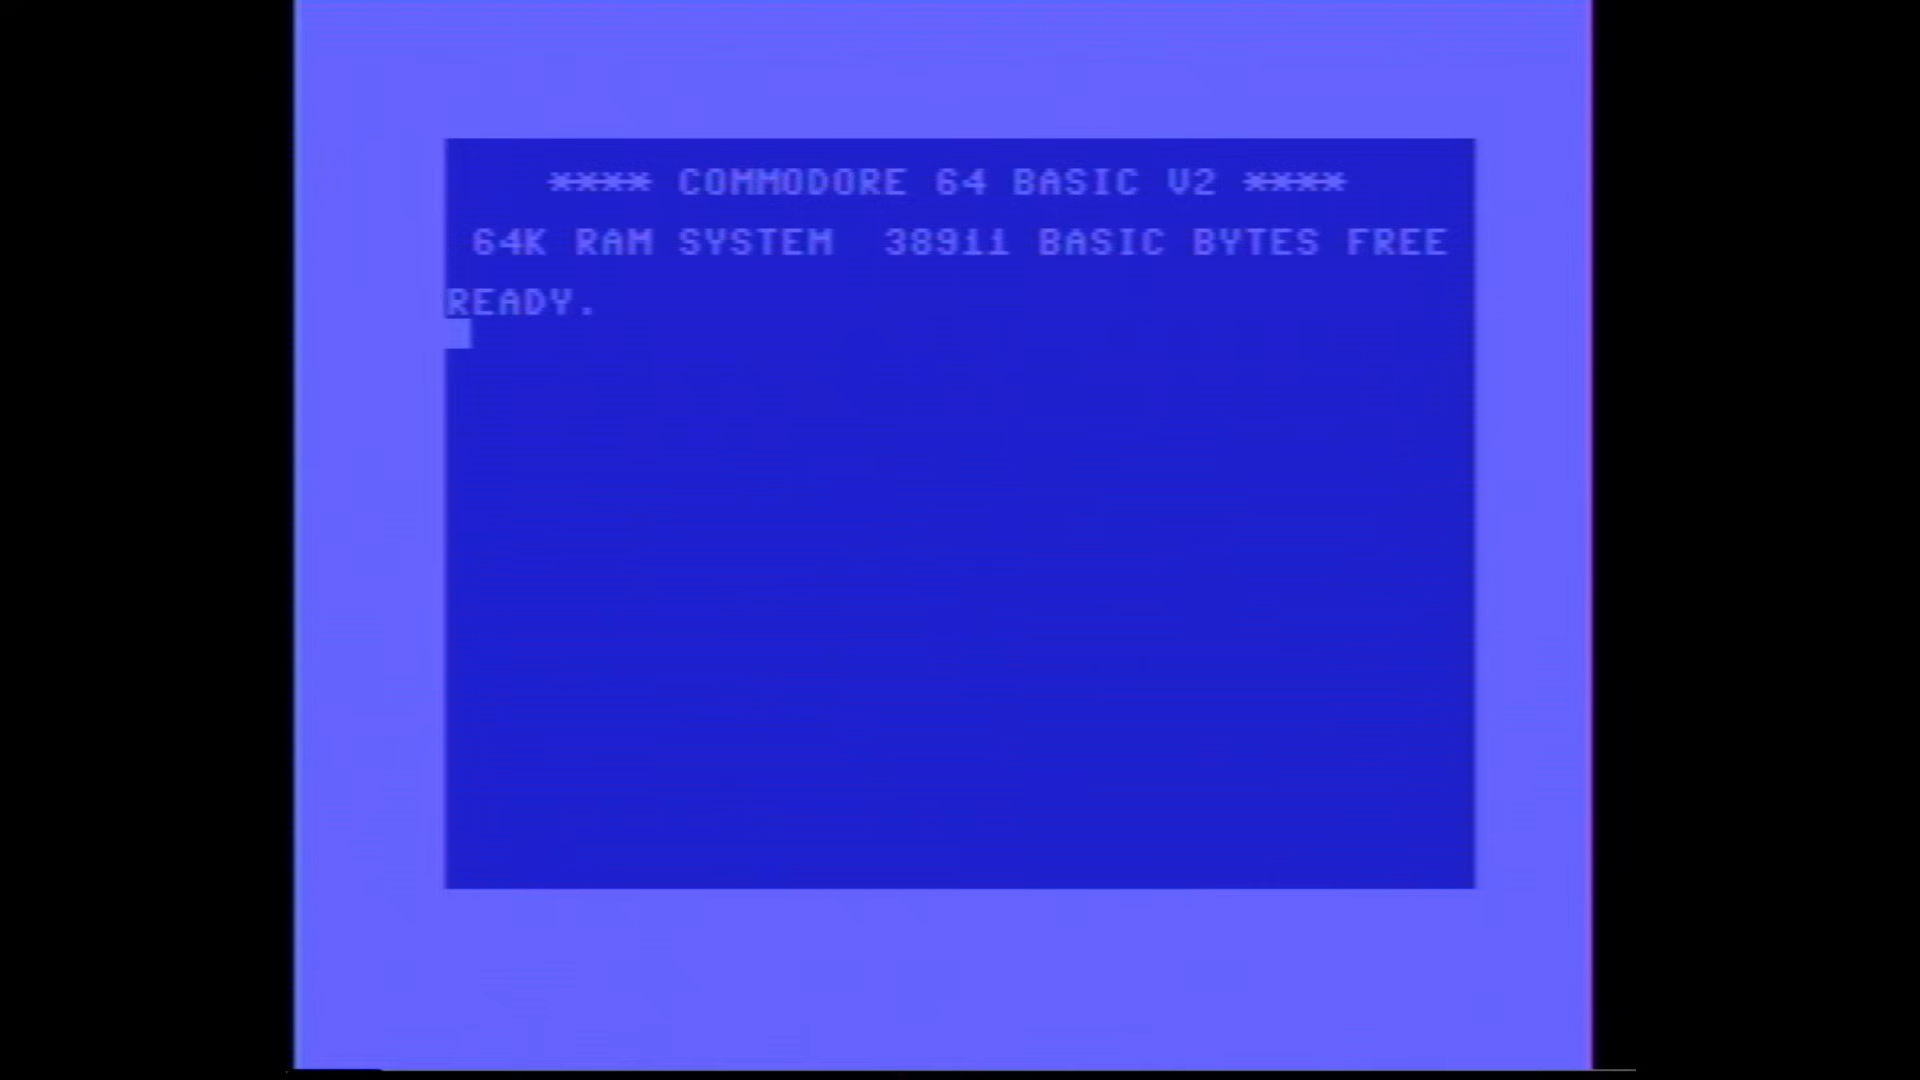 **** COMMODORE 64 BASIC V2 ****
64K RAM SYSTEM  38911 BASIC BYTES FREE
READY.